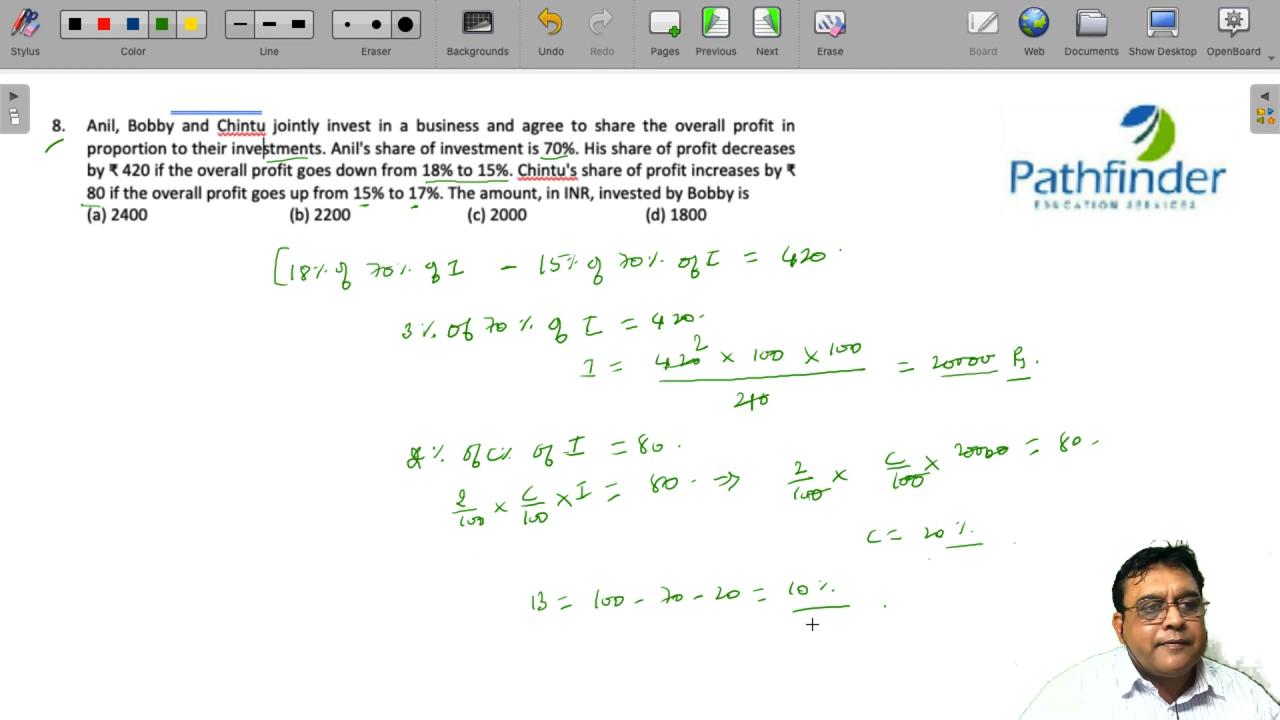 Stylus Color Line Eraser Backgrounds Undo Redo Pages Previous Next Erase Board Web Documents Show Desktop OpenBoard
8. Anil, Bobby and Chintu jointly invest in a business and agree to share the overall profit in
proportion to their investments. Anil's share of investment is 70%. His share of profit decreases
by ₹ 420 if the overall profit goes down from 18% to 15%. Chintu's share of profit increases by ₹
80 if the overall profit goes up from 15% to 17%. The amount, in INR, invested by Bobby is
(a) 2400 (b) 2200 (c) 2000 (d) 1800
Pathfinder
EDUCATION SERVICES
[18% of 70% of I - 15% of 70% of I = 420
3% of 70% of I = 420.
I = 420 2 × 100 × 100 / 210 = 20000 Rs.
2% of C% of I = 80.
2/100 × C/100 × I = 80. ⇒ 2/100 × C/100 × 20000 = 80.
C = 20%.
B = 100 - 70 - 20 = 10%.